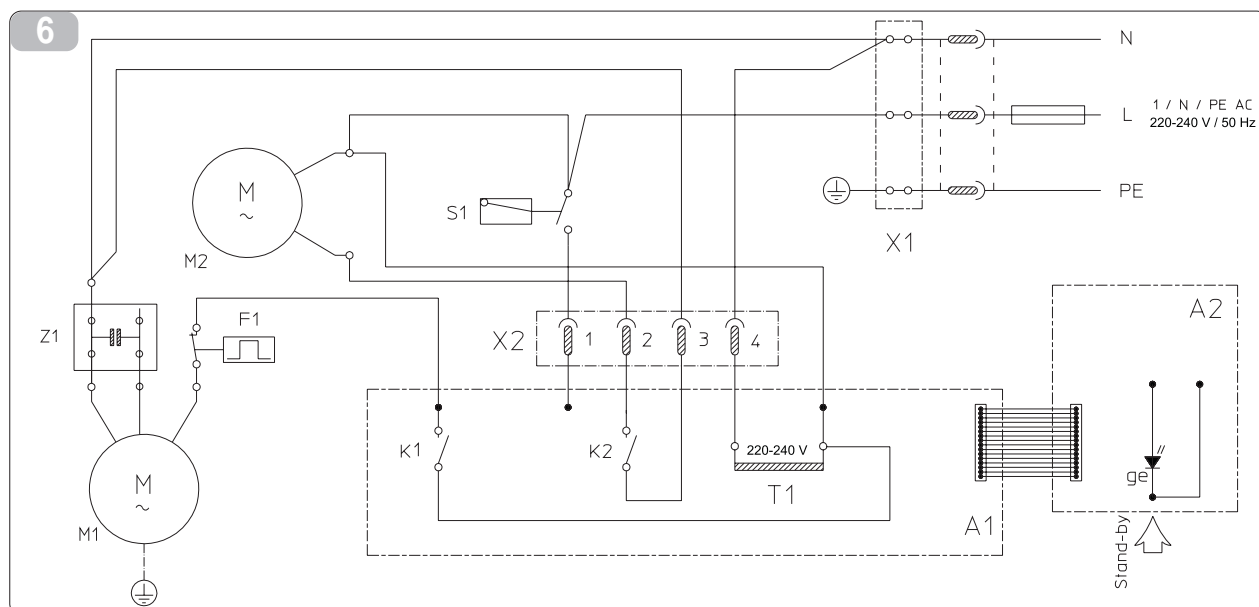 6
N
1 / N / PE AC
L
220-240 V / 50 Hz
PE
X1
M
~
M2
S1
Z1
F1
X2
1
2
3
4
A2
K1
K2
220-240 V
T1
A1
ge
Stand-by
M
~
M1